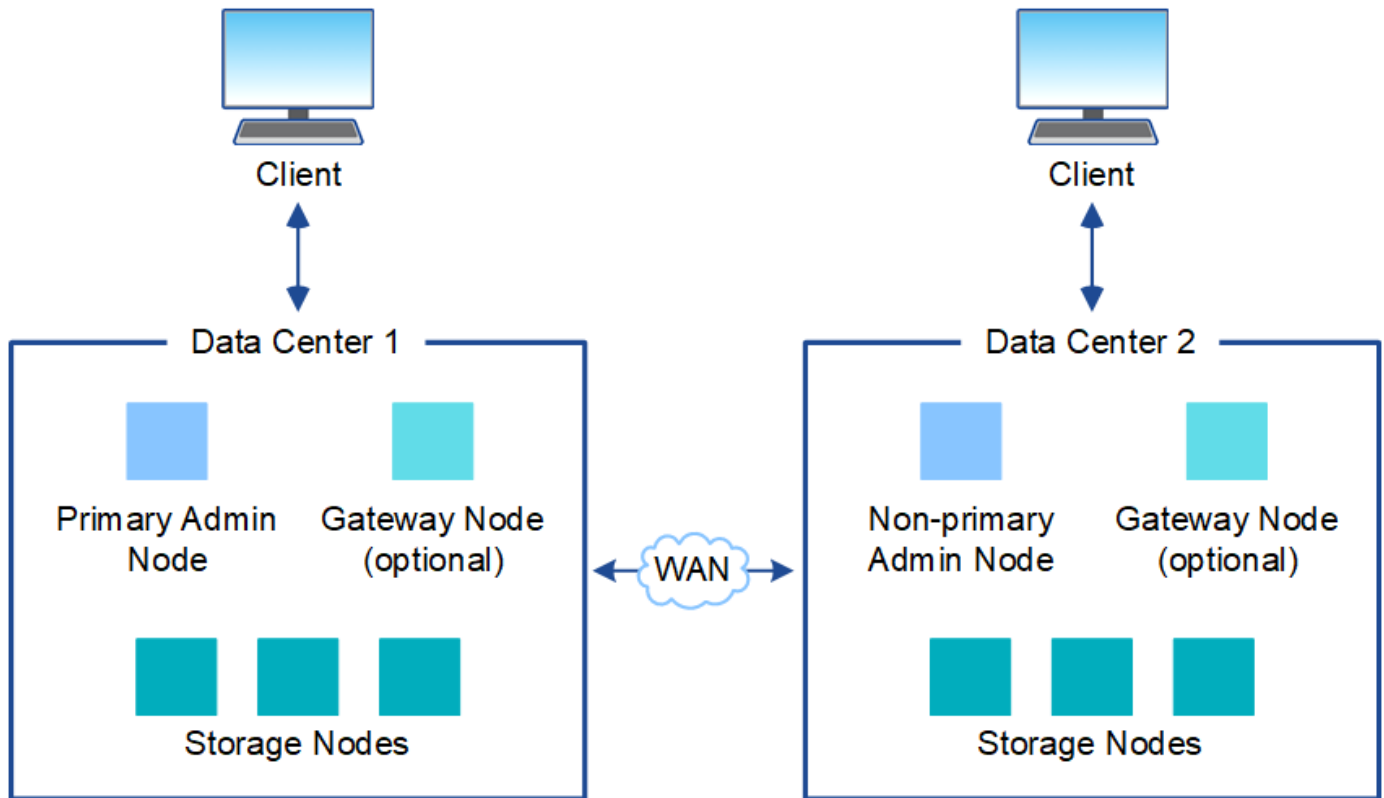 Client
Client
Data Center 1
Data Center 2
Primary Admin
Node
Gateway Node
(optional)
Non-primary
Admin Node
Gateway Node
(optional)
WAN
Storage Nodes
Storage Nodes